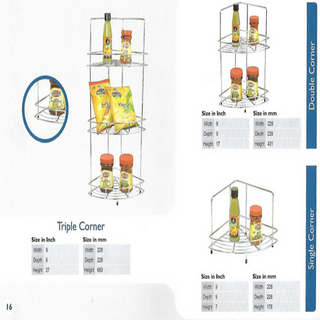 Double Corner
Size in Inch Size in mm
Width 9 Width 228
Depth 9 Depth 228
Height 17 Height 431
Triple Corner
Size in Inch Size in mm
Width 9 Width 228
Depth 9 Depth 228
Height 27 Height 683
Single Corner
Size in Inch Size in mm
Width 9 Width 228
Depth 9 Depth 228
Height 7 Height 178
16